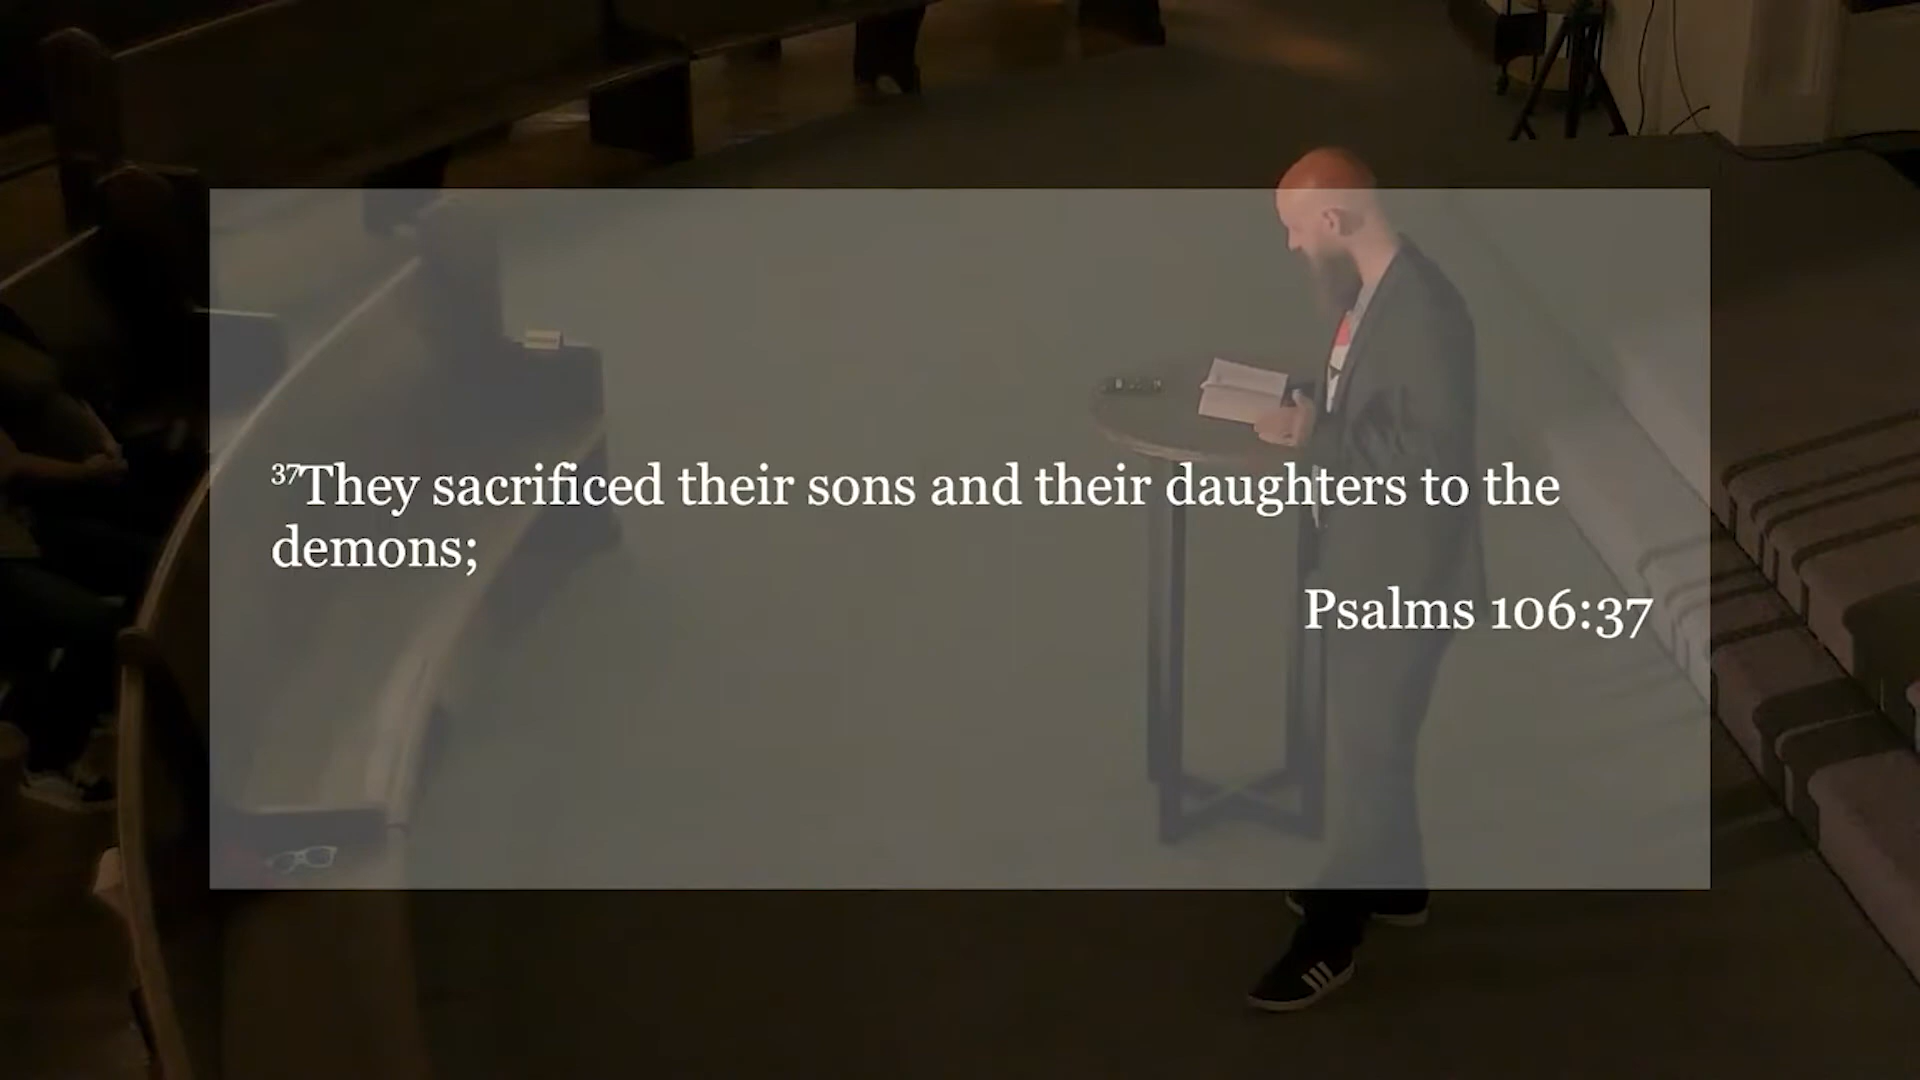 37They sacrificed their sons and their daughters to the
demons;
Psalms 106:37